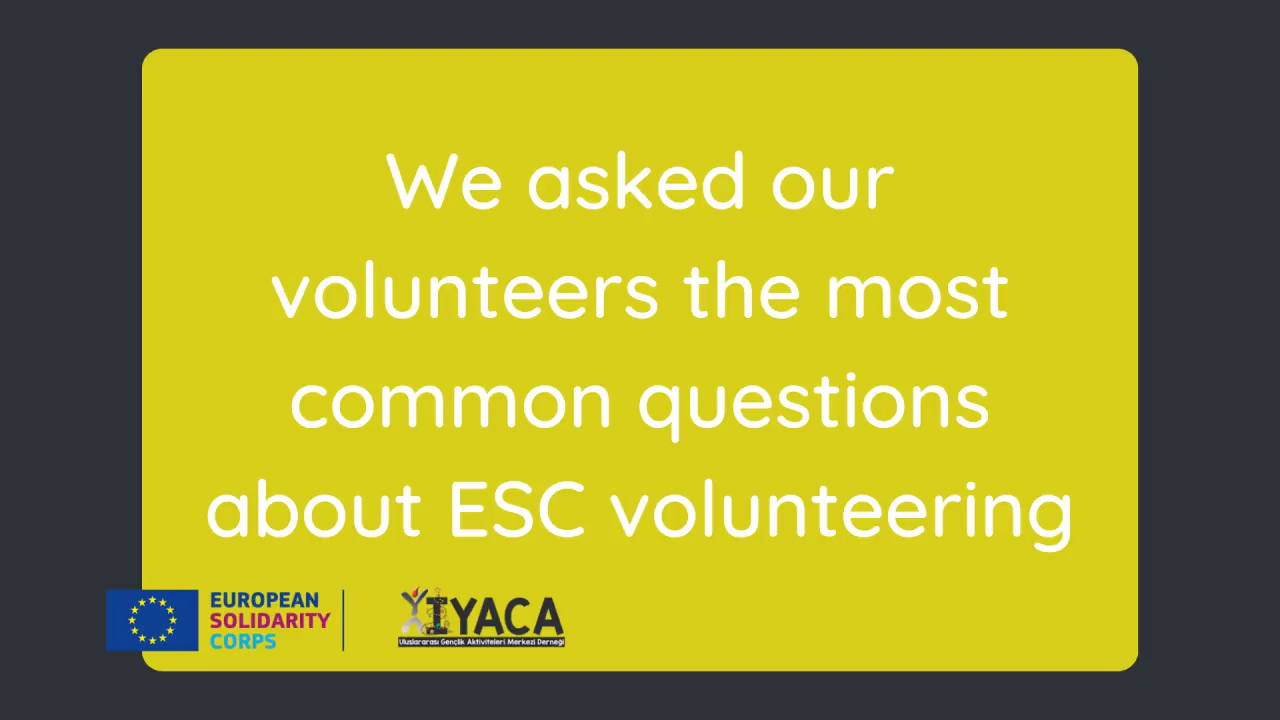 We asked our
volunteers the most
common questions
about ESC volunteering
EUROPEAN
SOLIDARITY
CORPS
IYACA
Uluslararası Gençlik Aktiviteleri Merkezi Derneği